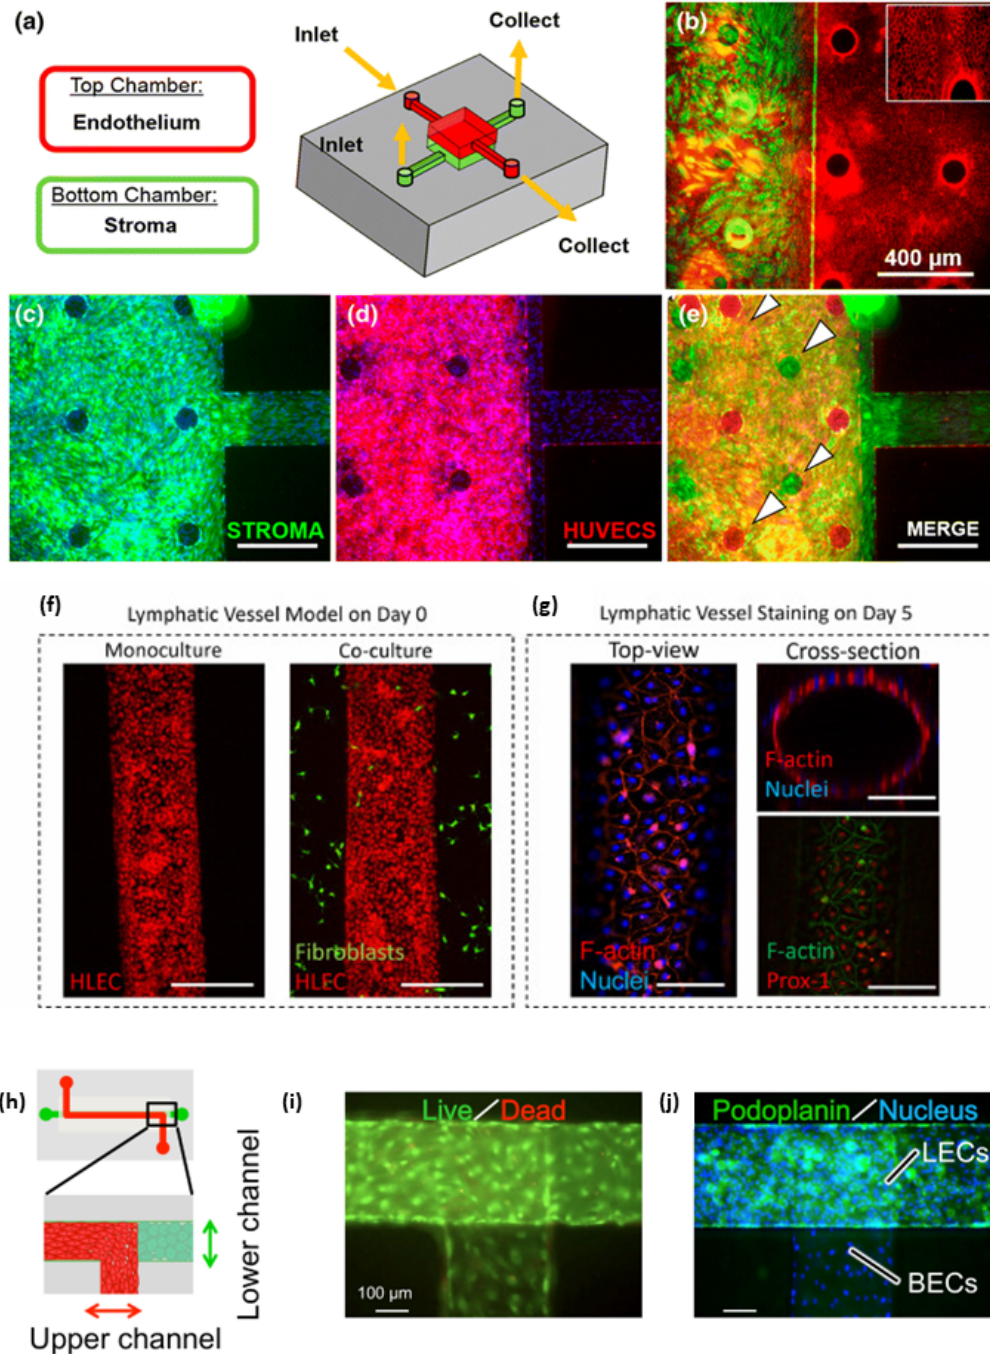 (a)
Top Chamber:
Endothelium
Bottom Chamber:
Stroma
Inlet
Collect
Inlet
Collect
(b)
400 μm
(c)
STROMA
(d)
HUVECS
(e)
MERGE
(f)
Lymphatic Vessel Model on Day 0
Monoculture
Co-culture
HLEC
Fibroblasts
HLEC
(g)
Lymphatic Vessel Staining on Day 5
Top-view
Cross-section
F-actin
Nuclei
F-actin
Nuclei
F-actin
Prox-1
(h)
Lower channel
Upper channel
(i)
Live/Dead
100 μm
(j)
Podoplanin/Nucleus
LECs
BECs